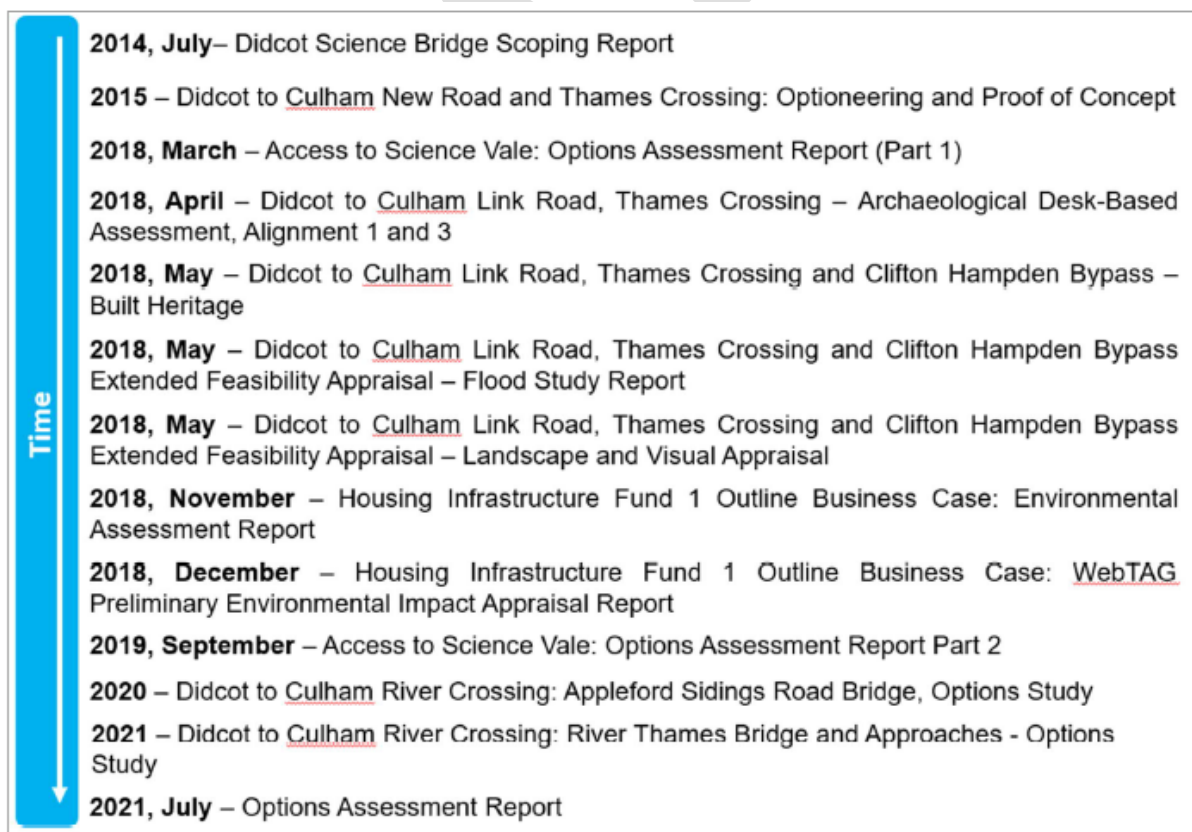 Time
2014, July– Didcot Science Bridge Scoping Report
2015 – Didcot to Culham New Road and Thames Crossing: Optioneering and Proof of Concept
2018, March – Access to Science Vale: Options Assessment Report (Part 1)
2018, April – Didcot to Culham Link Road, Thames Crossing – Archaeological Desk-Based
Assessment, Alignment 1 and 3
2018, May – Didcot to Culham Link Road, Thames Crossing and Clifton Hampden Bypass –
Built Heritage
2018, May – Didcot to Culham Link Road, Thames Crossing and Clifton Hampden Bypass
Extended Feasibility Appraisal – Flood Study Report
2018, May – Didcot to Culham Link Road, Thames Crossing and Clifton Hampden Bypass
Extended Feasibility Appraisal – Landscape and Visual Appraisal
2018, November – Housing Infrastructure Fund 1 Outline Business Case: Environmental
Assessment Report
2018, December – Housing Infrastructure Fund 1 Outline Business Case: WebTAG
Preliminary Environmental Impact Appraisal Report
2019, September – Access to Science Vale: Options Assessment Report Part 2
2020 – Didcot to Culham River Crossing: Appleford Sidings Road Bridge, Options Study
2021 – Didcot to Culham River Crossing: River Thames Bridge and Approaches - Options
Study
2021, July – Options Assessment Report